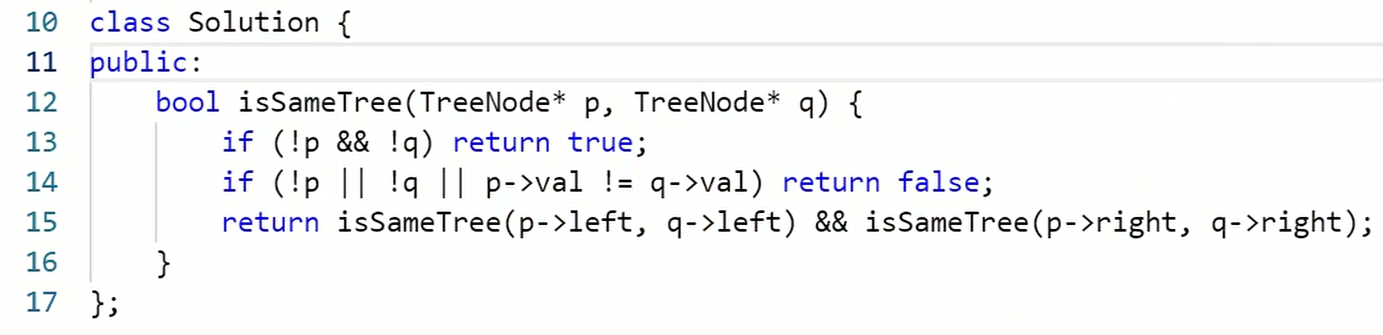 10 class Solution {
11 public:
12     bool isSameTree(TreeNode* p, TreeNode* q) {
13         if (!p && !q) return true;
14         if (!p || !q || p->val != q->val) return false;
15         return isSameTree(p->left, q->left) && isSameTree(p->right, q->right);
16     }
17 };